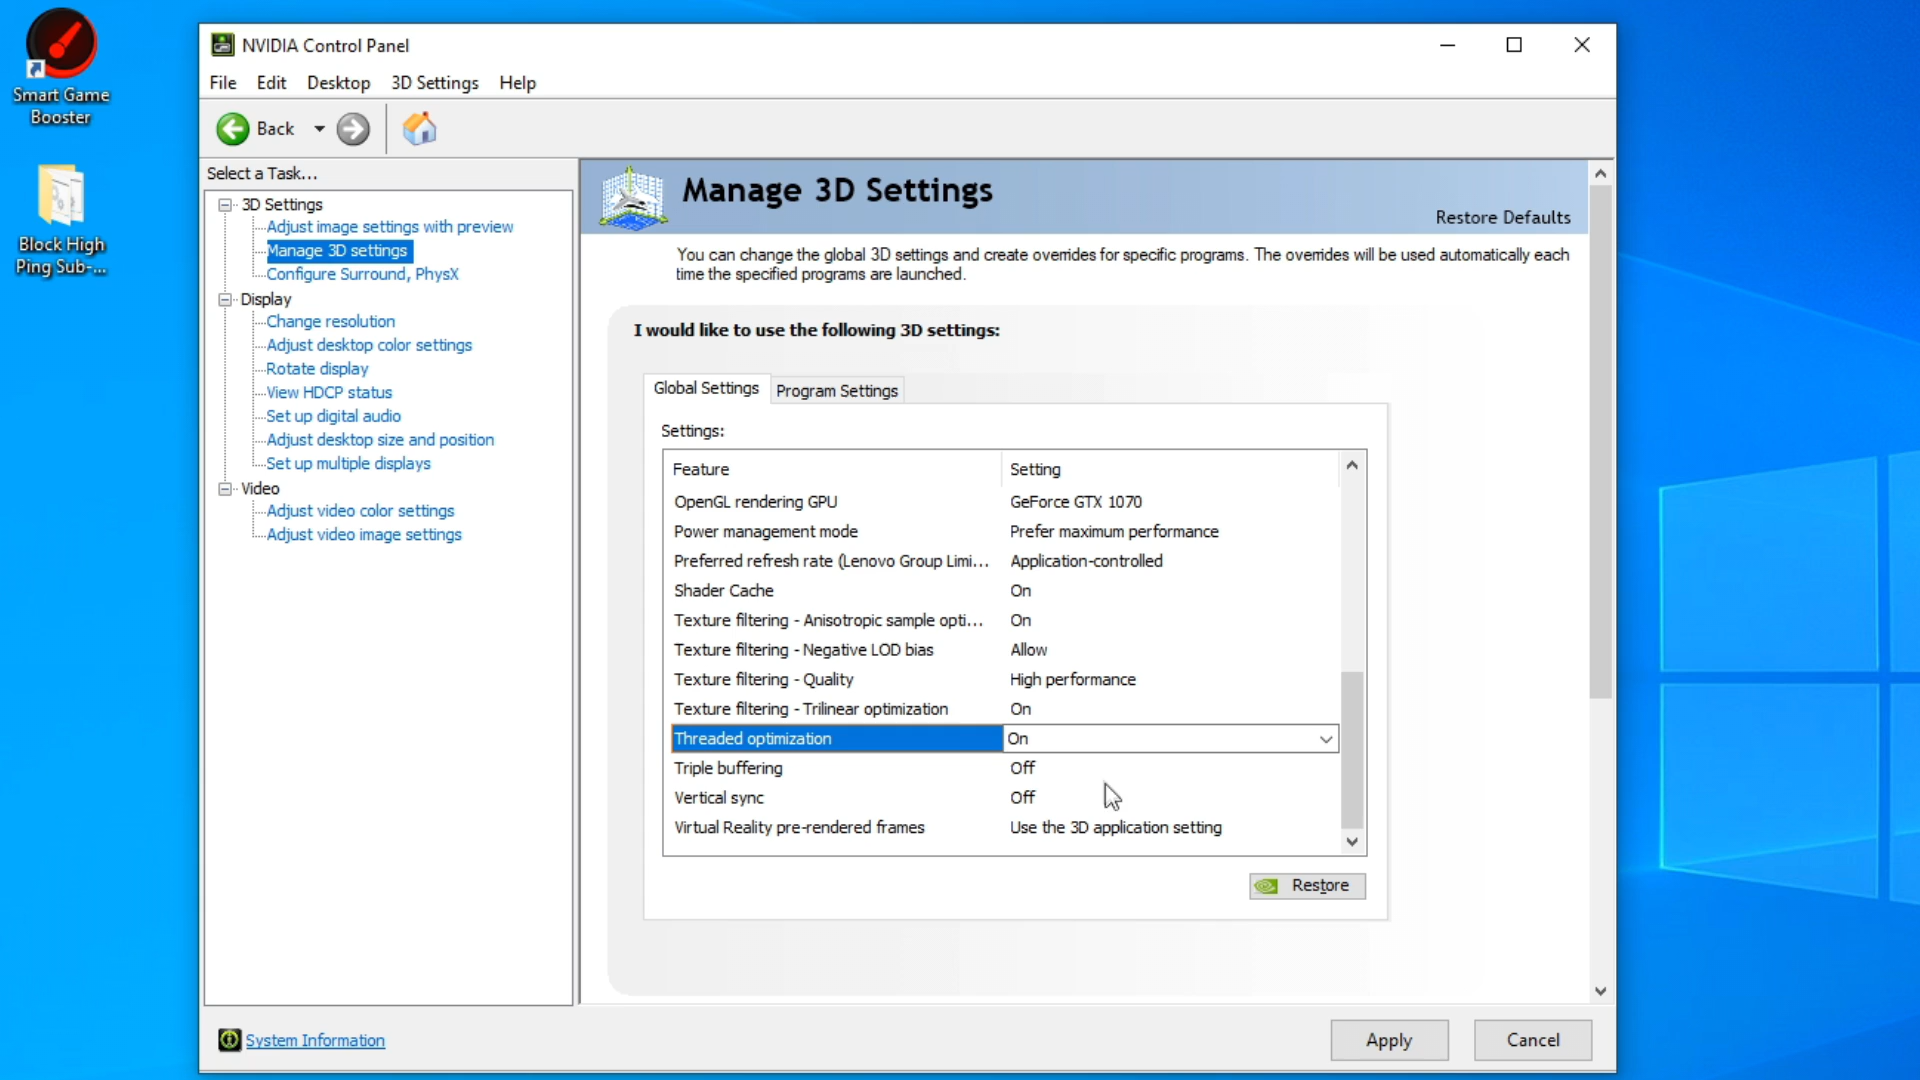 Smart Game
Booster
Block High
Ping Sub-...
NVIDIA Control Panel
File Edit Desktop 3D Settings Help
Back
Select a Task...
3D Settings
Adjust image settings with preview
Manage 3D settings
Configure Surround, PhysX
Display
Change resolution
Adjust desktop color settings
Rotate display
View HDCP status
Set up digital audio
Adjust desktop size and position
Set up multiple displays
Video
Adjust video color settings
Adjust video image settings
Manage 3D Settings
Restore Defaults
You can change the global 3D settings and create overrides for specific programs. The overrides will be used automatically each
time the specified programs are launched.
I would like to use the following 3D settings:
Global Settings Program Settings
Settings:
Feature Setting
OpenGL rendering GPU GeForce GTX 1070
Power management mode Prefer maximum performance
Preferred refresh rate (Lenovo Group Limi... Application-controlled
Shader Cache On
Texture filtering - Anisotropic sample opti... On
Texture filtering - Negative LOD bias Allow
Texture filtering - Quality High performance
Texture filtering - Trilinear optimization On
Threaded optimization On
Triple buffering Off
Vertical sync Off
Virtual Reality pre-rendered frames Use the 3D application setting
Restore
System Information
Apply Cancel